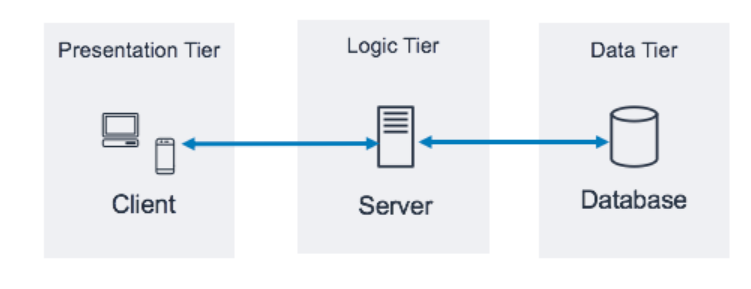 Presentation Tier
Client
Logic Tier
Server
Data Tier
Database